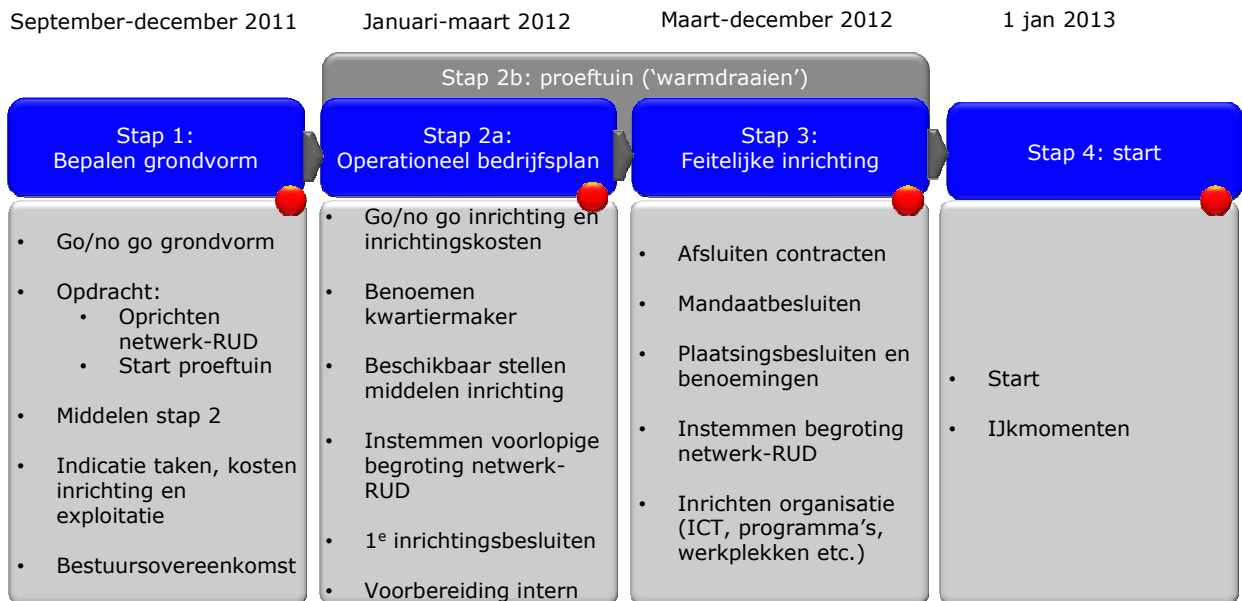 September-december 2011
Januari-maart 2012
Maart-december 2012
1 jan 2013
Stap 2b: proeftuin (‘warmdraaien’)
Stap 1:
Bepalen grondvorm
Stap 2a:
Operationeel bedrijfsplan
Stap 3:
Feitelijke inrichting
Stap 4: start
• Go/no go grondvorm
• Opdracht:
• Oprichten
netwerk-RUD
• Start proeftuin
• Middelen stap 2
• Indicatie taken, kosten
inrichting en
exploitatie
• Bestuursovereenkomst
• Go/no go inrichting en
inrichtingskosten
• Benoemen
kwartiermaker
• Beschikbaar stellen
middelen inrichting
• Instemmen voorlopige
begroting netwerk-
RUD
• 1e inrichtingsbesluiten
• Voorbereiding intern
• Afsluiten contracten
• Mandaatbesluiten
• Plaatsingsbesluiten en
benoemingen
• Instemmen begroting
netwerk-RUD
• Inrichten organisatie
(ICT, programma’s,
werkplekken etc.)
• Start
• IJkmomenten